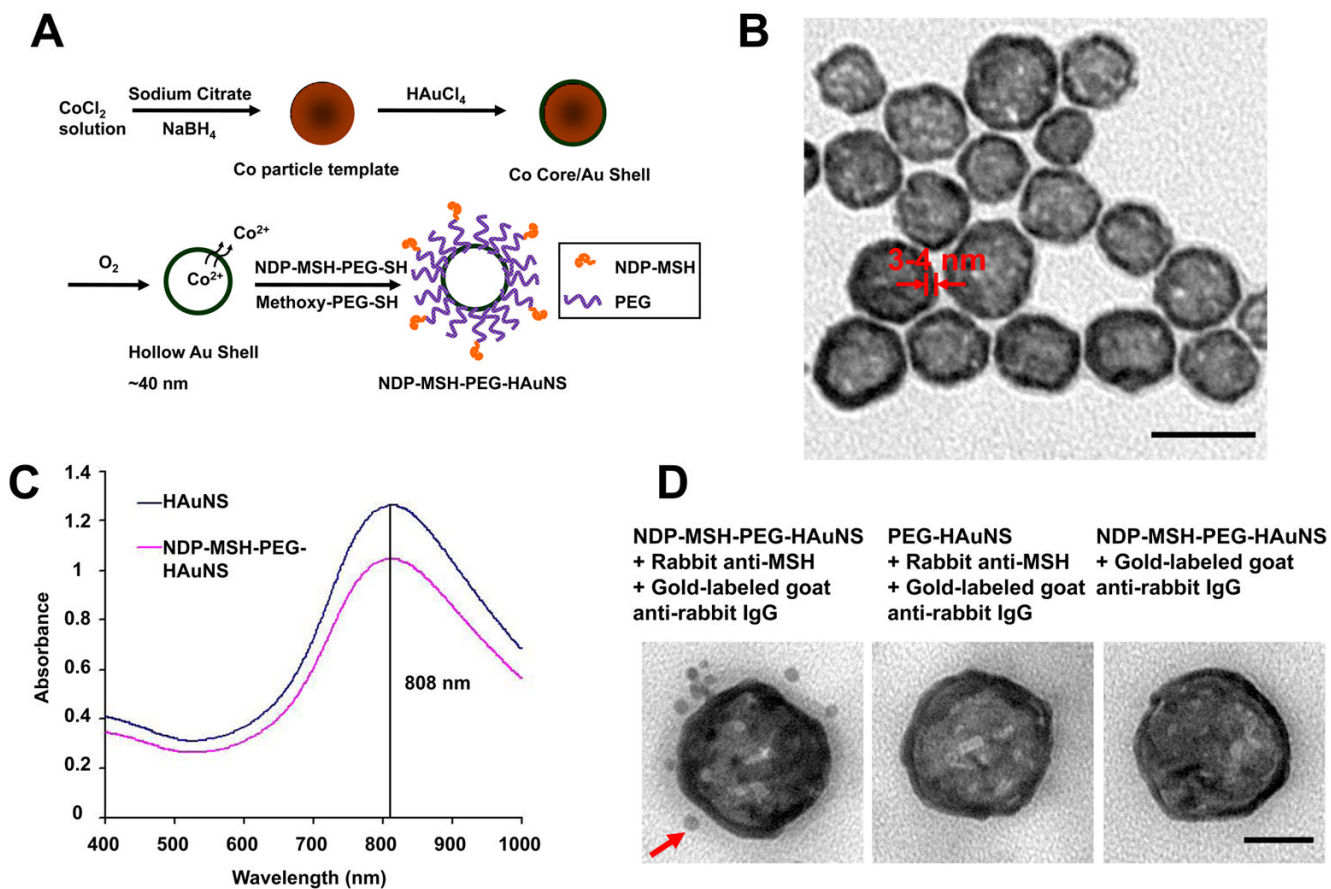 A
CoCl2
solution
Sodium Citrate
NaBH4
HAuCl4
Co particle template
Co Core/Au Shell
O2
Co2+
Co2+
NDP-MSH-PEG-SH
Methoxy-PEG-SH
NDP-MSH
PEG
Hollow Au Shell
~40 nm
NDP-MSH-PEG-HAuNS
B
3-4 nm
C
HAuNS
NDP-MSH-PEG-
HAuNS
Absorbance
1.4
1.2
1
0.8
0.6
0.4
0.2
0
808 nm
400 500 600 700 800 900 1000
Wavelength (nm)
D
NDP-MSH-PEG-HAuNS
+ Rabbit anti-MSH
+ Gold-labeled goat
anti-rabbit IgG
PEG-HAuNS
+ Rabbit anti-MSH
+ Gold-labeled goat
anti-rabbit IgG
NDP-MSH-PEG-HAuNS
+ Gold-labeled goat
anti-rabbit IgG